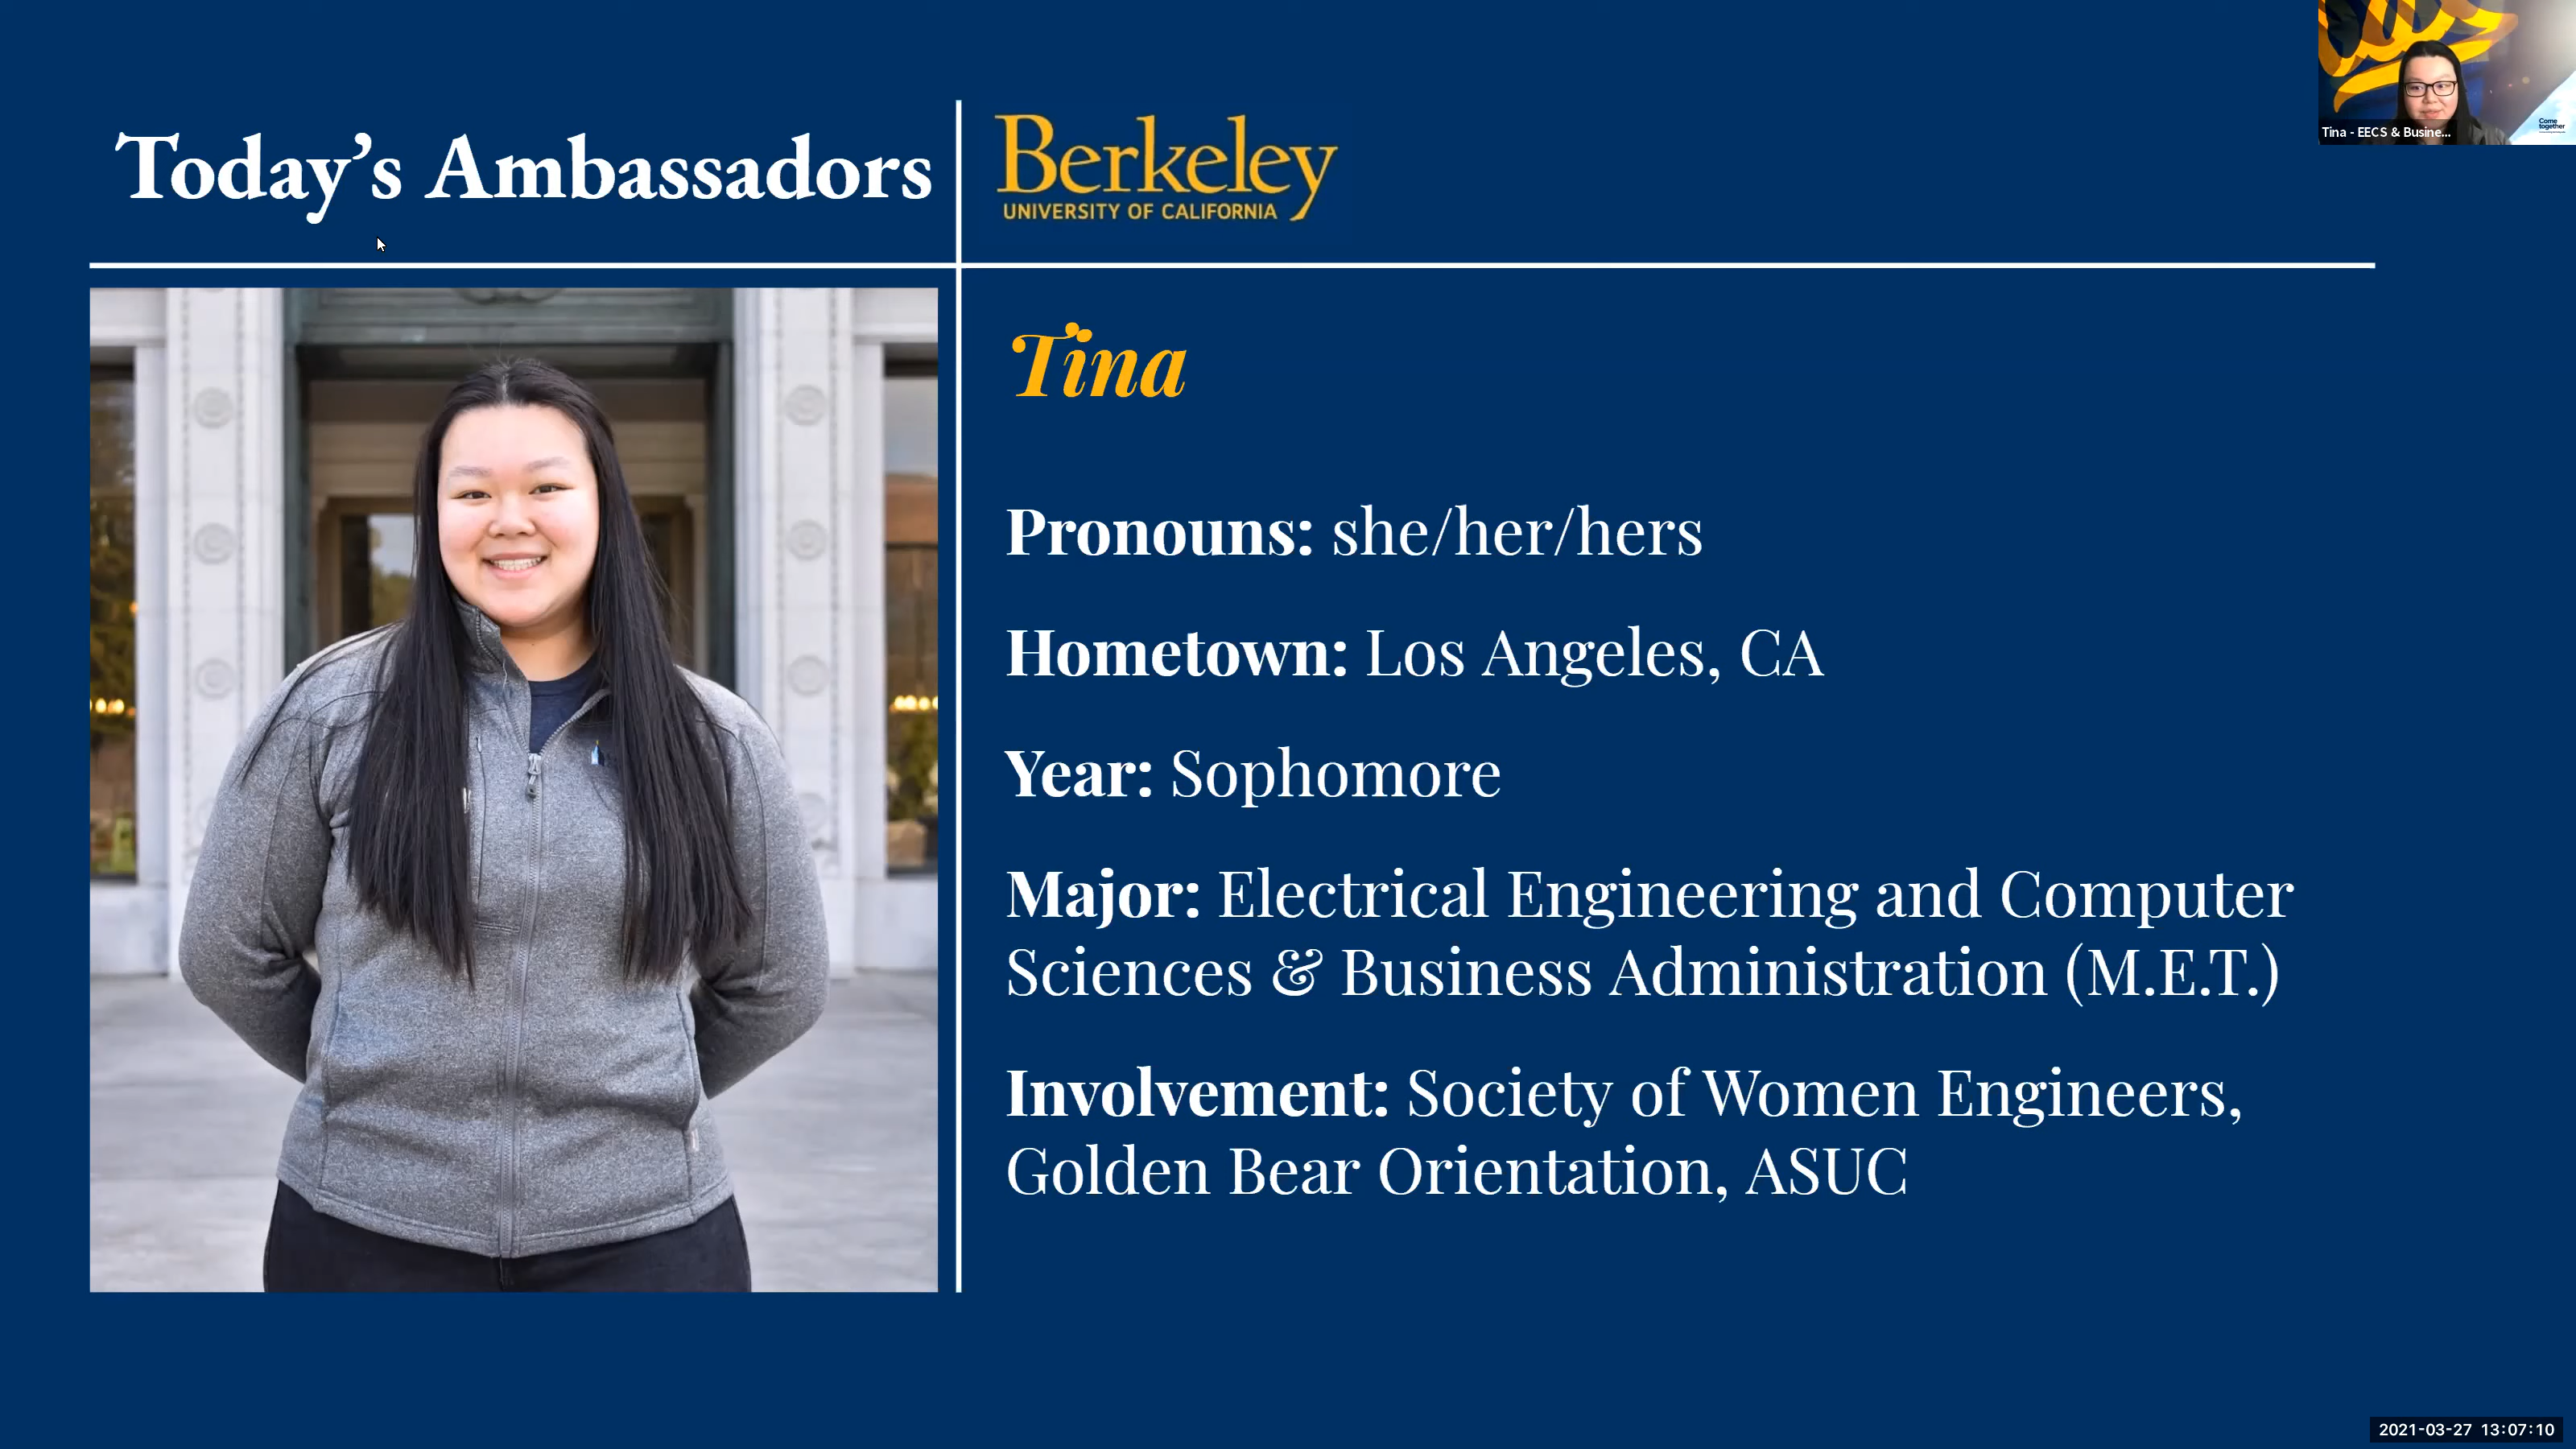 Today’s Ambassadors
Berkeley
UNIVERSITY OF CALIFORNIA
Tina - EECS & Busine...
Come
together
Tina
Pronouns: she/her/hers
Hometown: Los Angeles, CA
Year: Sophomore
Major: Electrical Engineering and Computer
Sciences & Business Administration (M.E.T.)
Involvement: Society of Women Engineers,
Golden Bear Orientation, ASUC
2021-03-27 13:07:10